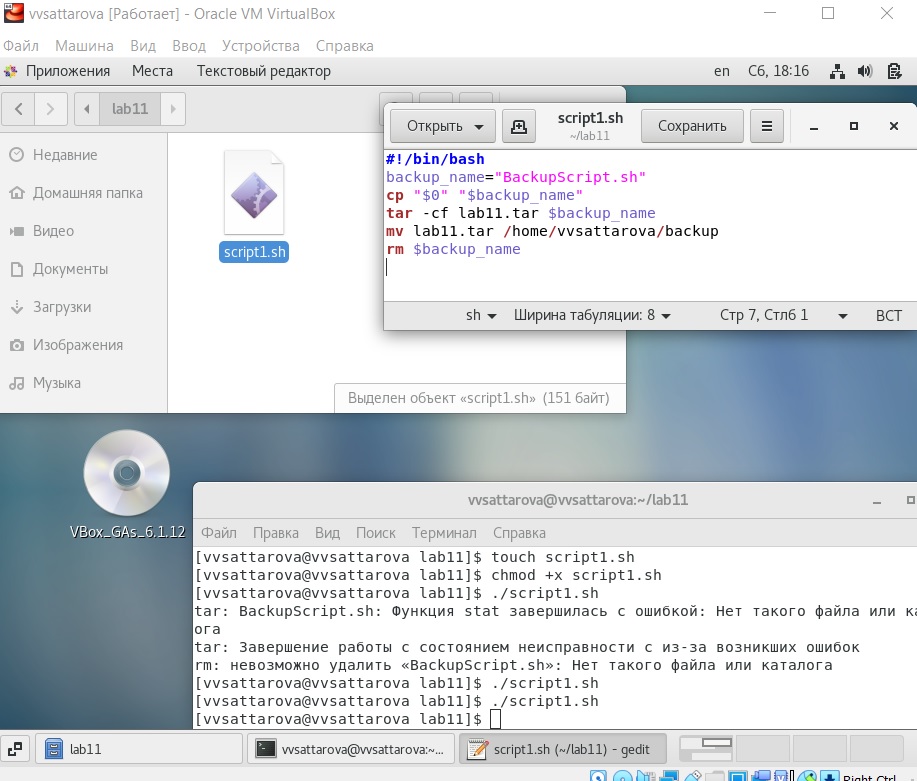 vvsattarova [Работает] - Oracle VM VirtualBox
Файл Машина Вид Ввод Устройства Справка
Приложения Места Текстовый редактор en Сб, 18:16
lab11
Недавние
Домашняя папка
Видео
Документы
Загрузки
Изображения
Музыка
script1.sh
Выделен объект «script1.sh» (151 байт)
Открыть script1.sh Сохранить
~/lab11
#!/bin/bash
backup_name="BackupScript.sh"
cp "$0" "$backup_name"
tar -cf lab11.tar $backup_name
mv lab11.tar /home/vvsattarova/backup
rm $backup_name
sh Ширина табуляции: 8 Стр 7, Стлб 1 ВСТ
VBox_GAs_6.1.12
vvsattarova@vvsattarova:~/lab11
Файл Правка Вид Поиск Терминал Справка
[vvsattarova@vvsattarova lab11]$ touch script1.sh
[vvsattarova@vvsattarova lab11]$ chmod +x script1.sh
[vvsattarova@vvsattarova lab11]$ ./script1.sh
tar: BackupScript.sh: Функция stat завершилась с ошибкой: Нет такого файла или ка
ога
tar: Завершение работы с состоянием неисправности с из-за возникших ошибок
rm: невозможно удалить «BackupScript.sh»: Нет такого файла или каталога
[vvsattarova@vvsattarova lab11]$ ./script1.sh
[vvsattarova@vvsattarova lab11]$ ./script1.sh
[vvsattarova@vvsattarova lab11]$
lab11 vvsattarova@vvsattarova:~... script1.sh (~/lab11) - gedit
Right Ctrl